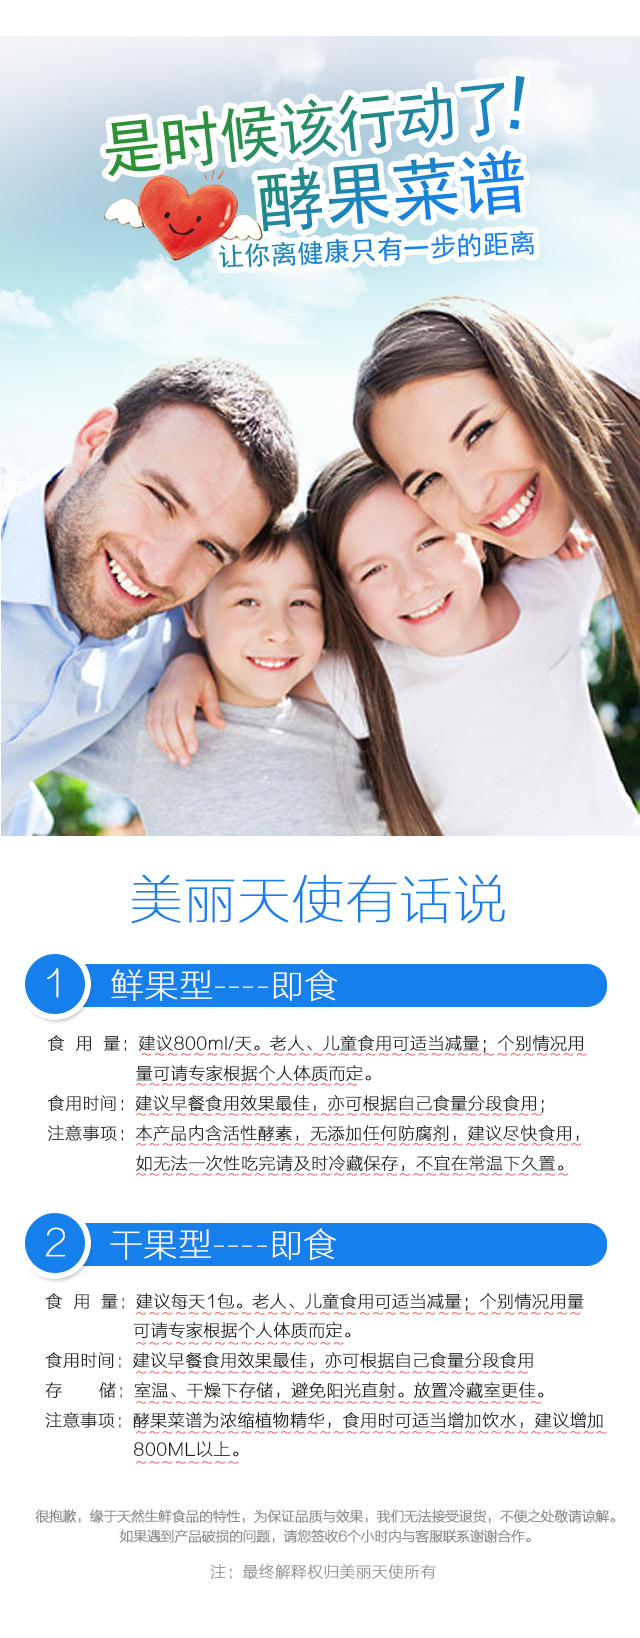 是时候该行动了!
酵果菜谱
让你离健康只有一步的距离
美丽天使有话说
1 鲜果型----即食
食 用 量：建议800ml/天。老人、儿童食用可适当减量；个别情况用
量可请专家根据个人体质而定。
食用时间：建议早餐食用效果最佳，亦可根据自己食量分段食用；
注意事项：本产品内含活性酵素，无添加任何防腐剂，建议尽快食用，
如无法一次性吃完请及时冷藏保存，不宜在常温下久置。
2 干果型----即食
食 用 量：建议每天1包。老人、儿童食用可适当减量；个别情况用量
可请专家根据个人体质而定。
食用时间：建议早餐食用效果最佳，亦可根据自己食量分段食用
存 储：室温、干燥下存储，避免阳光直射。放置冷藏室更佳。
注意事项：酵果菜谱为浓缩植物精华，食用时可适当增加饮水，建议增加
800ML以上。
很抱歉，缘于天然生鲜食品的特性，为保证品质与效果，我们无法接受退货，不便之处敬请谅解。
如果遇到产品破损的问题，请您签收6个小时内与客服联系谢谢合作。
注：最终解释权归美丽天使所有